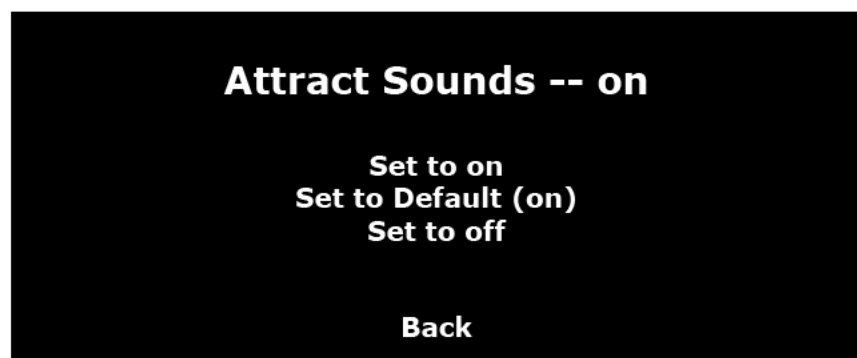 Attract Sounds -- on
Set to on
Set to Default (on)
Set to off
Back